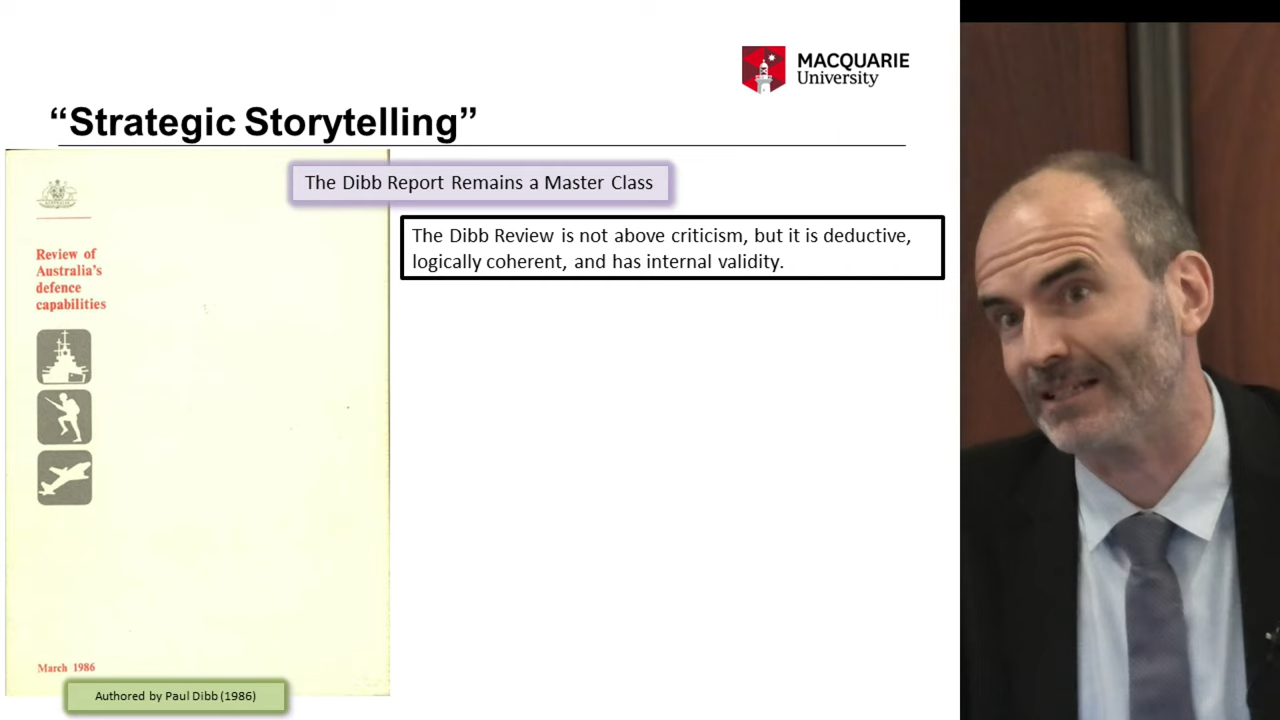 MACQUARIE
University
“Strategic Storytelling”
The Dibb Report Remains a Master Class
The Dibb Review is not above criticism, but it is deductive,
logically coherent, and has internal validity.
Review of
Australia's
defence
capabilities
March 1986
Authored by Paul Dibb (1986)